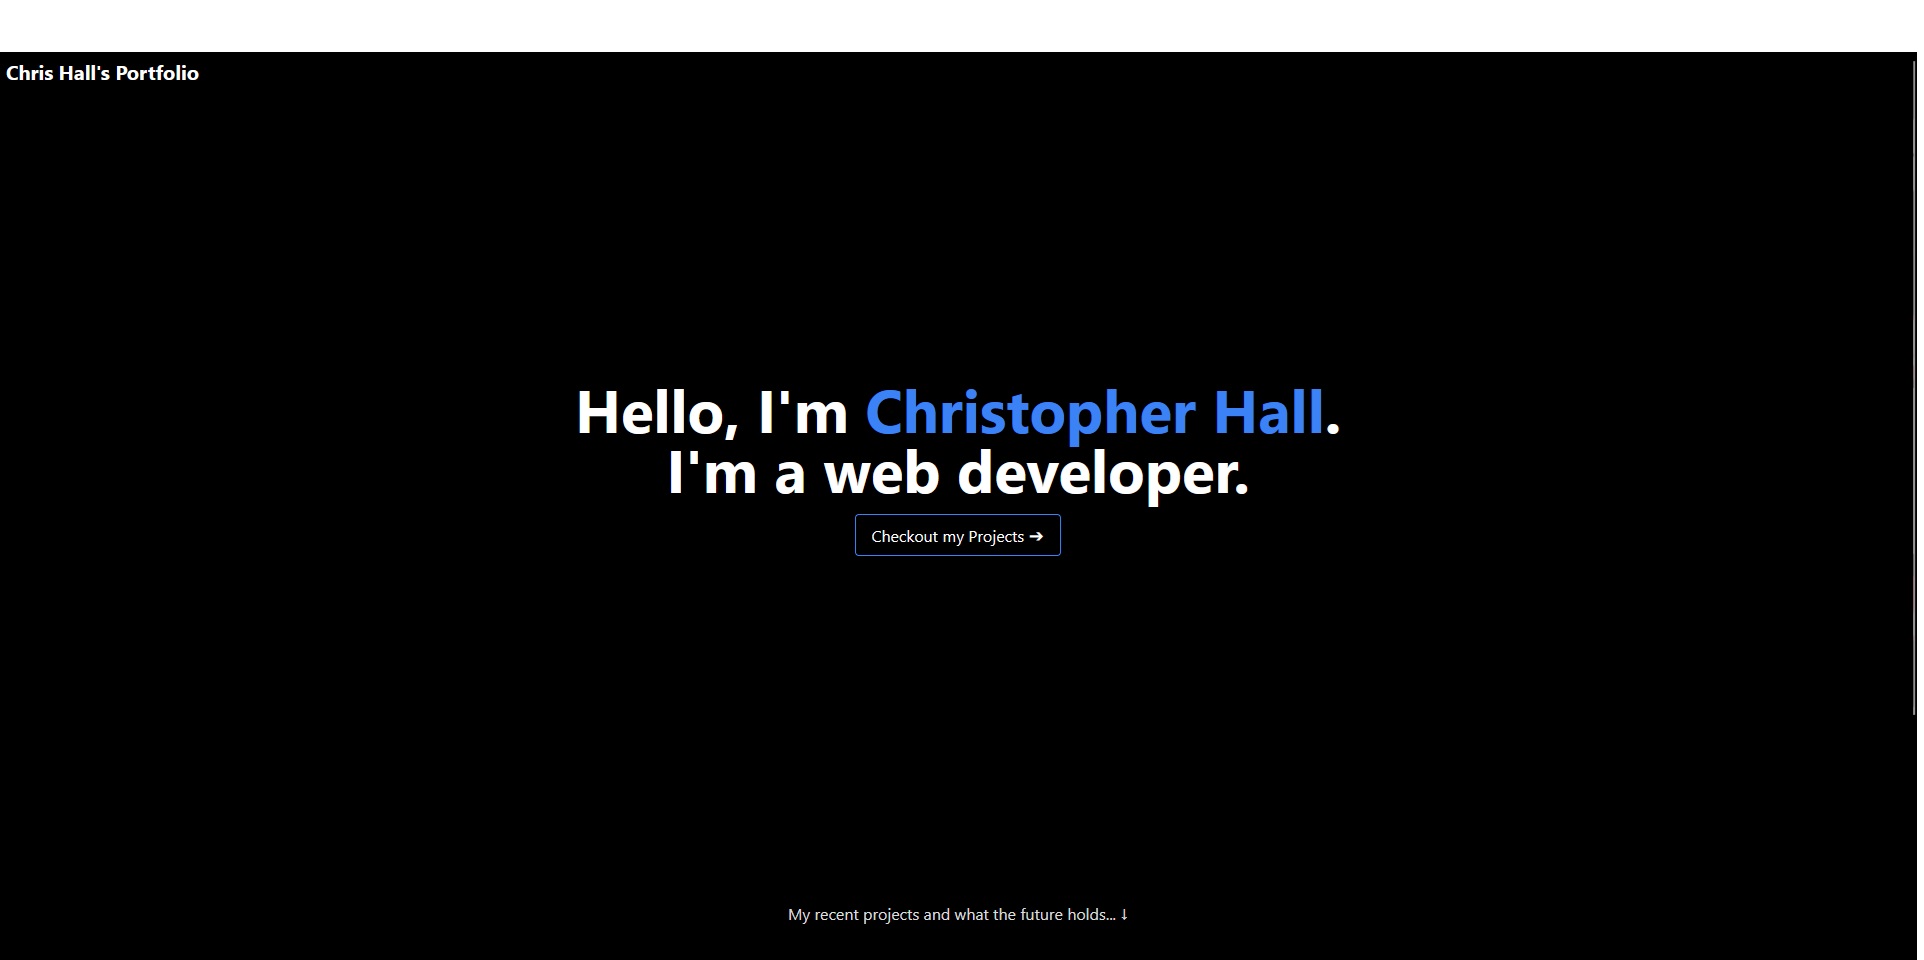 Chris Hall's Portfolio
Hello, I'm Christopher Hall.
I'm a web developer.
Checkout my Projects ➔
My recent projects and what the future holds... ↓